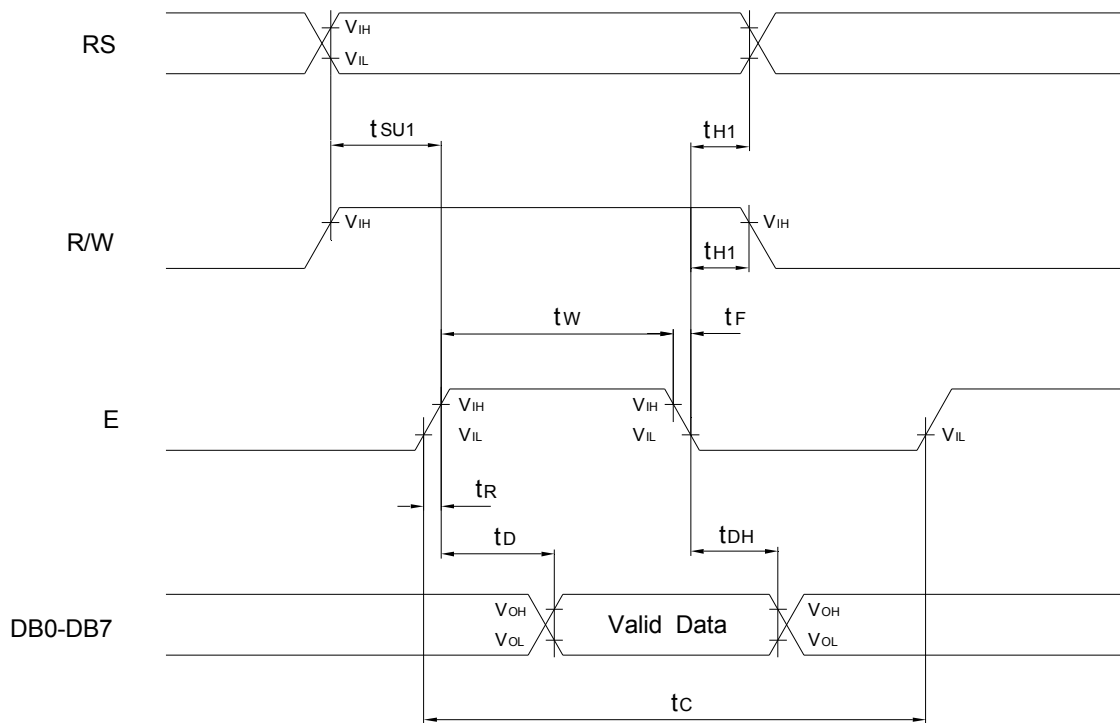 RS
VIH
VIL
tSU1
tH1
R/W
VIH
VIH
tH1
tW
tF
E
VIH
VIH
VIL
VIL
VIL
tR
tD
tDH
DB0-DB7
VOH
Valid Data
VOH
VOL
VOL
tC